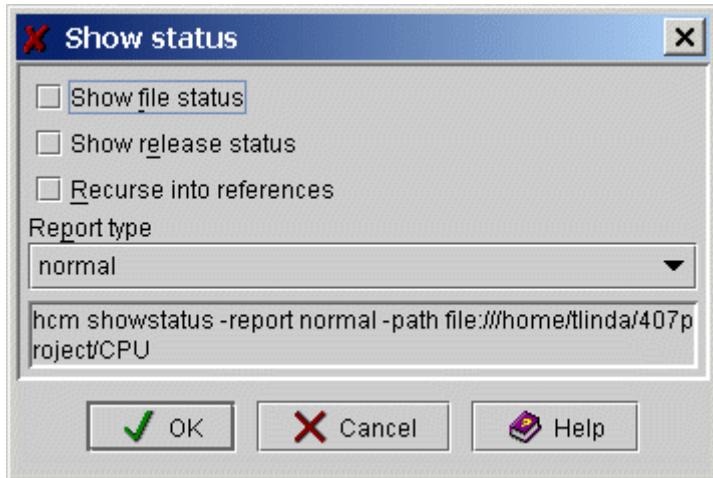 Show status
Show file status
Show release status
Recurse into references
Report type
normal
hcm showstatus -report normal -path file:///home/tlinda/407p
roject/CPU
OK Cancel Help